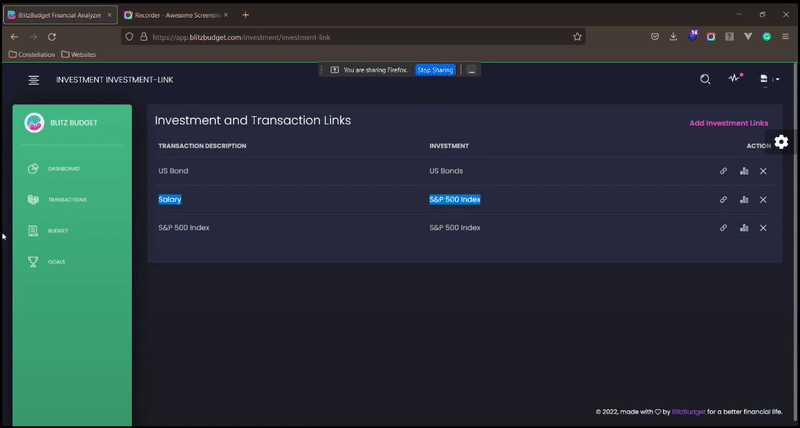 BlitzBudget Financial Analyzer
Recorder - Awesome Screensh
https://app.blitzbudget.com/investment/investment-link
14
Constellation
Websites
You are sharing Firefox.
Stop Sharing
INVESTMENT INVESTMENT-LINK
BLITZ BUDGET
DASHBOARD
TRANSACTIONS
BUDGET
GOALS
Investment and Transaction Links
Add Investment Links
TRANSACTION DESCRIPTION INVESTMENT ACTION
US Bond US Bonds
Salary S&P 500 Index
S&P 500 Index S&P 500 Index
© 2022, made with ♡ by BlitzBudget for a better financial life.